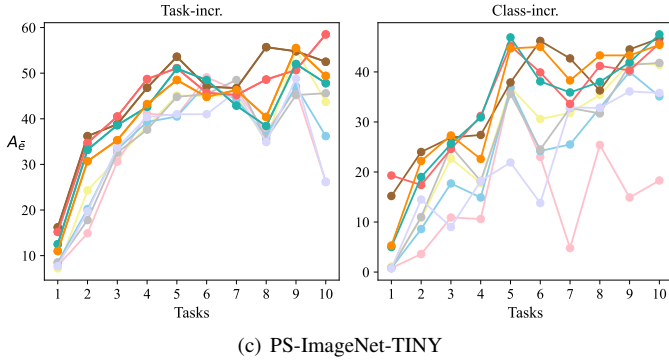 Task-incr.
Class-incr.
60
50
40
30
20
10
A_ē
1 2 3 4 5 6 7 8 9 10
Tasks
40
30
20
10
0
1 2 3 4 5 6 7 8 9 10
Tasks
(c) PS-ImageNet-TINY